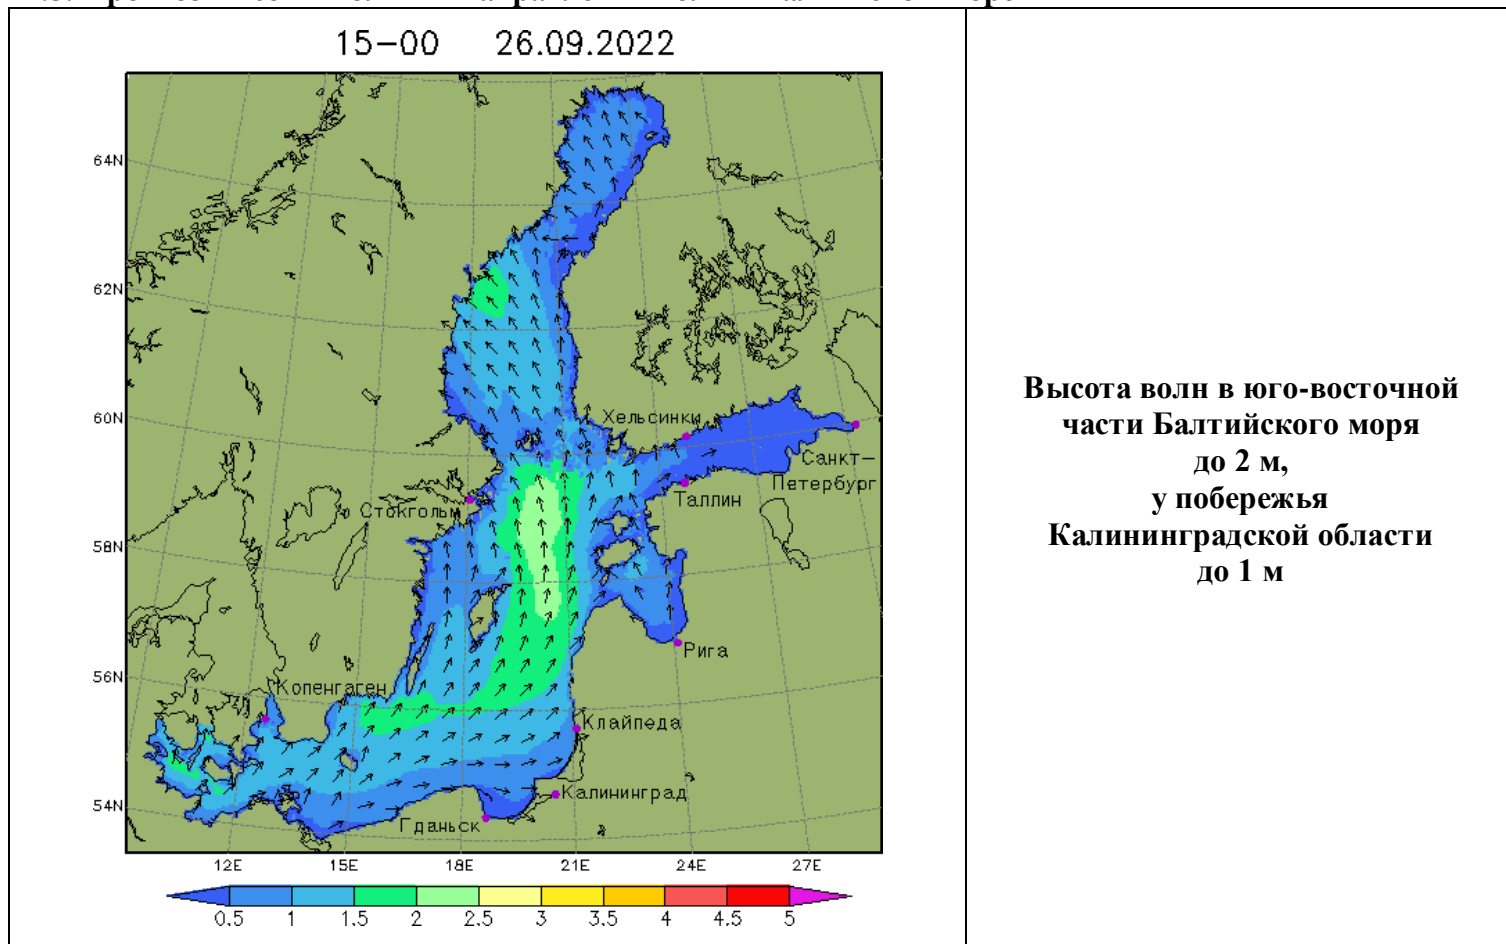 15-00 26.09.2022
64N
62N
60N
58N
56N
54N
Хельсинки
Санкт-
Петербург
Таллин
Стокгольм
Рига
Копенгаген
Клайпеда
Калининград
Гданьск
12E 15E 18E 21E 24E 27E
0.5 1 1.5 2 2.5 3 3.5 4 4.5 5
Высота волн в юго-восточной
части Балтийского моря
до 2 м,
у побережья
Калининградской области
до 1 м